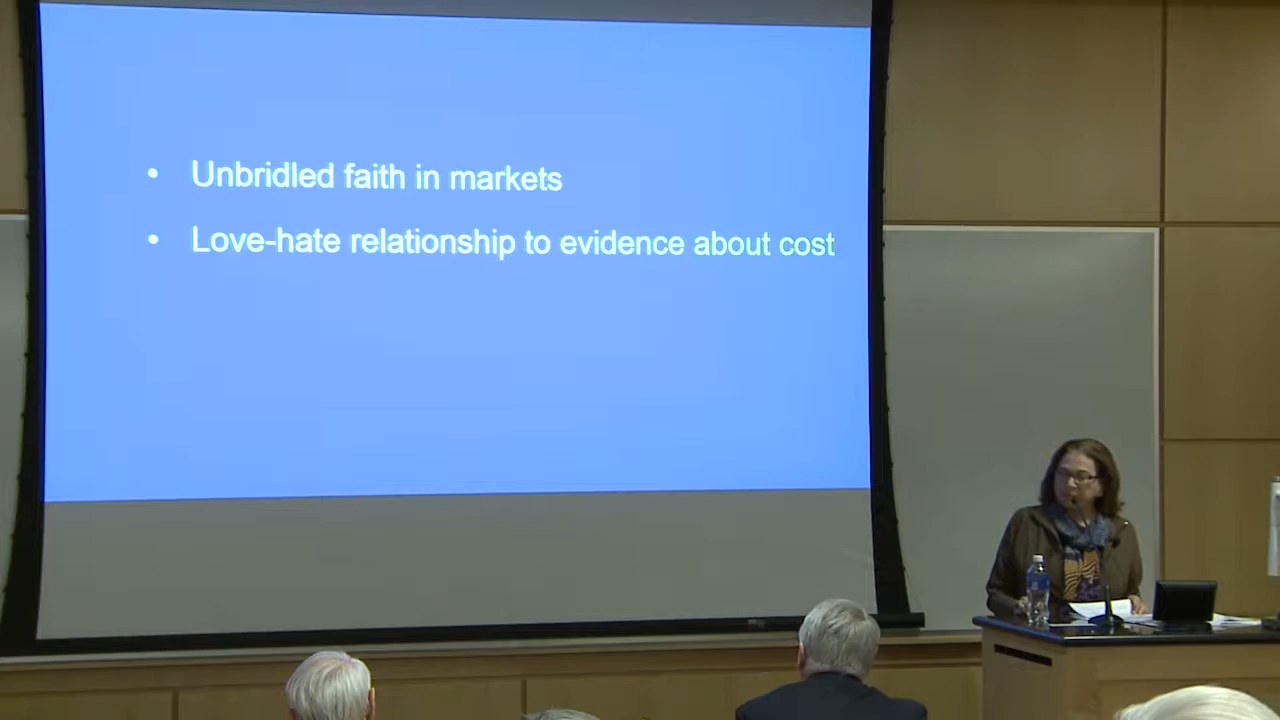 • Unbridled faith in markets
• Love-hate relationship to evidence about cost